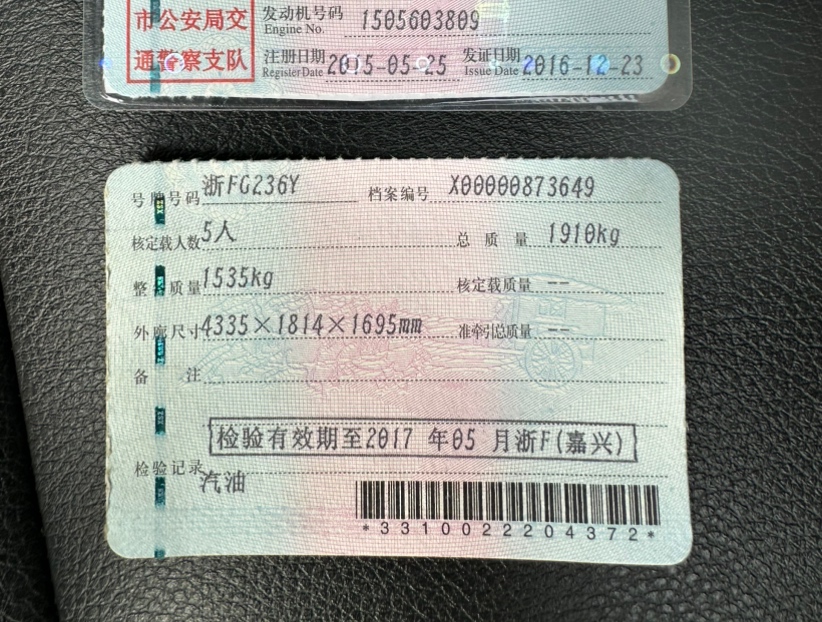 市公安局交
通警察支队
发动机号码 1505603809
Engine No.
注册日期 2015-05-25 发证日期 2016-12-23
Register Date Issue Date
号牌号码 浙FG236Y 档案编号 X00000873649
核定载人数 5人 总质量 1910kg
整备质量 1535kg 核定载质量 --
外廓尺寸 4335×1814×1695mm 准牵引总质量 --
备注
检验有效期至2017 年05 月浙F(嘉兴)
检验记录
汽油
*3310022204372*